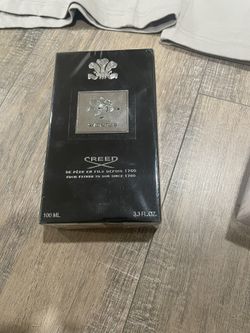 CREED
DE PÈRE EN FILS DEPUIS 1760
FROM FATHER TO SON SINCE 1760
100 ML 3.3 FL.OZ.